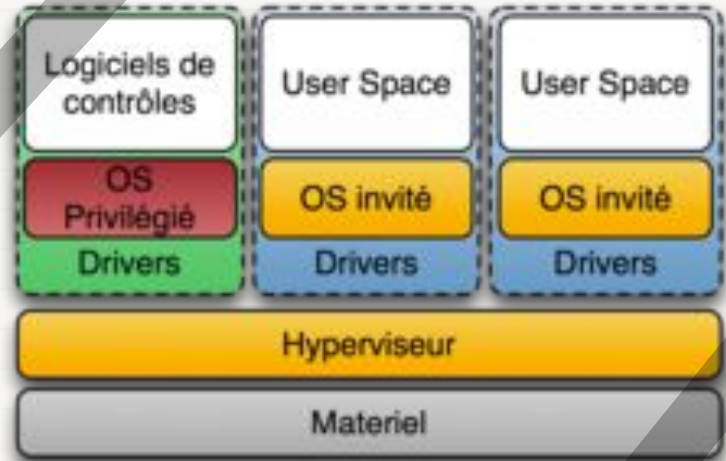 Logiciels de
contrôles
OS
Privilégié
Drivers
User Space
OS invité
Drivers
User Space
OS invité
Drivers
Hyperviseur
Materiel